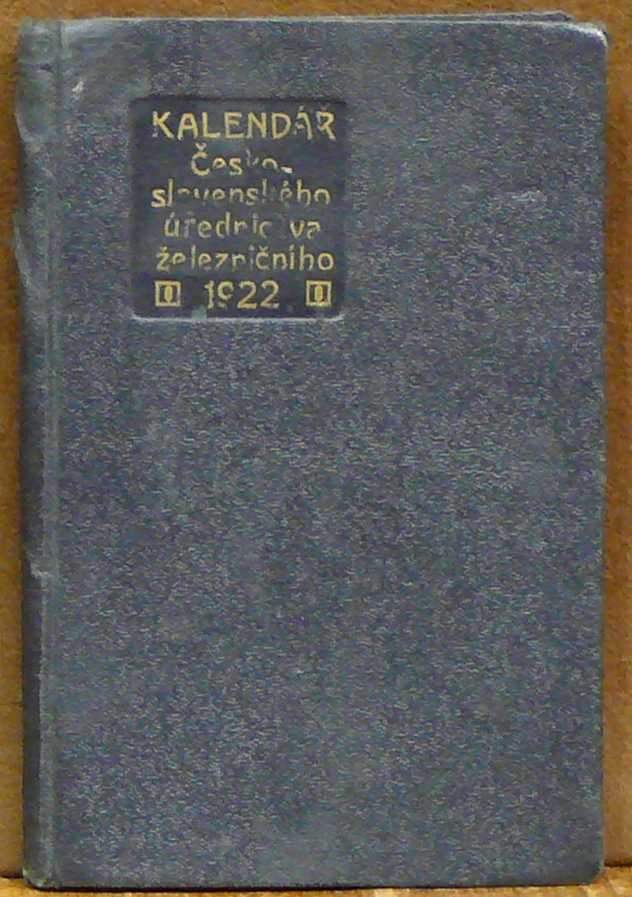 KALENDÁŘ
Česko-
slovenského
úřednictva
železničního
1922